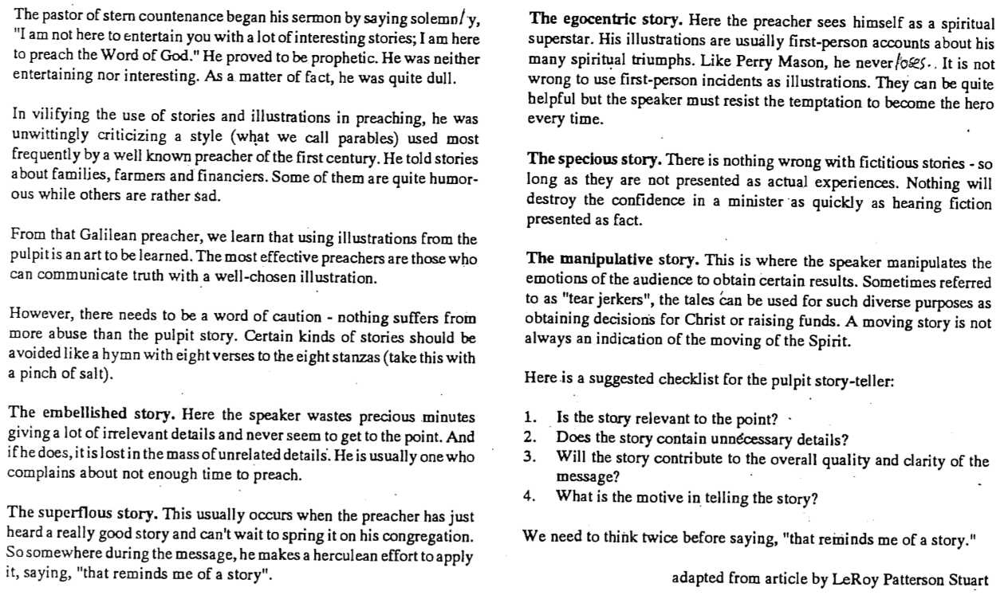 The pastor of stern countenance began his sermon by saying solemnly,
"I am not here to entertain you with a lot of interesting stories; I am here
to preach the Word of God." He proved to be prophetic. He was neither
entertaining nor interesting. As a matter of fact, he was quite dull.
In vilifying the use of stories and illustrations in preaching, he was
unwittingly criticizing a style (what we call parables) used most
frequently by a well known preacher of the first century. He told stories
about families, farmers and financiers. Some of them are quite humor-
ous while others are rather sad.
From that Galilean preacher, we learn that using illustrations from the
pulpit is an art to be learned. The most effective preachers are those who
can communicate truth with a well-chosen illustration.
However, there needs to be a word of caution - nothing suffers from
more abuse than the pulpit story. Certain kinds of stories should be
avoided like a hymn with eight verses to the eight stanzas (take this with
a pinch of salt).
The embellished story. Here the speaker wastes precious minutes
giving a lot of irrelevant details and never seem to get to the point. And
if he does, it is lost in the mass of unrelated details. He is usually one who
complains about not enough time to preach.
The superflous story. This usually occurs when the preacher has just
heard a really good story and can't wait to spring it on his congregation.
So somewhere during the message, he makes a herculean effort to apply
it, saying, "that reminds me of a story".
The egocentric story. Here the preacher sees himself as a spiritual
superstar. His illustrations are usually first-person accounts about his
many spiritual triumphs. Like Perry Mason, he never loses. It is not
wrong to use first-person incidents as illustrations. They can be quite
helpful but the speaker must resist the temptation to become the hero
every time.
The specious story. There is nothing wrong with fictitious stories - so
long as they are not presented as actual experiences. Nothing will
destroy the confidence in a minister as quickly as hearing fiction
presented as fact.
The manipulative story. This is where the speaker manipulates the
emotions of the audience to obtain certain results. Sometimes referred
to as "tear jerkers", the tales can be used for such diverse purposes as
obtaining decisions for Christ or raising funds. A moving story is not
always an indication of the moving of the Spirit.
Here is a suggested checklist for the pulpit story-teller:
1. Is the story relevant to the point?
2. Does the story contain unnecessary details?
3. Will the story contribute to the overall quality and clarity of the
message?
4. What is the motive in telling the story?
We need to think twice before saying, "that reminds me of a story."
adapted from article by LeRoy Patterson Stuart